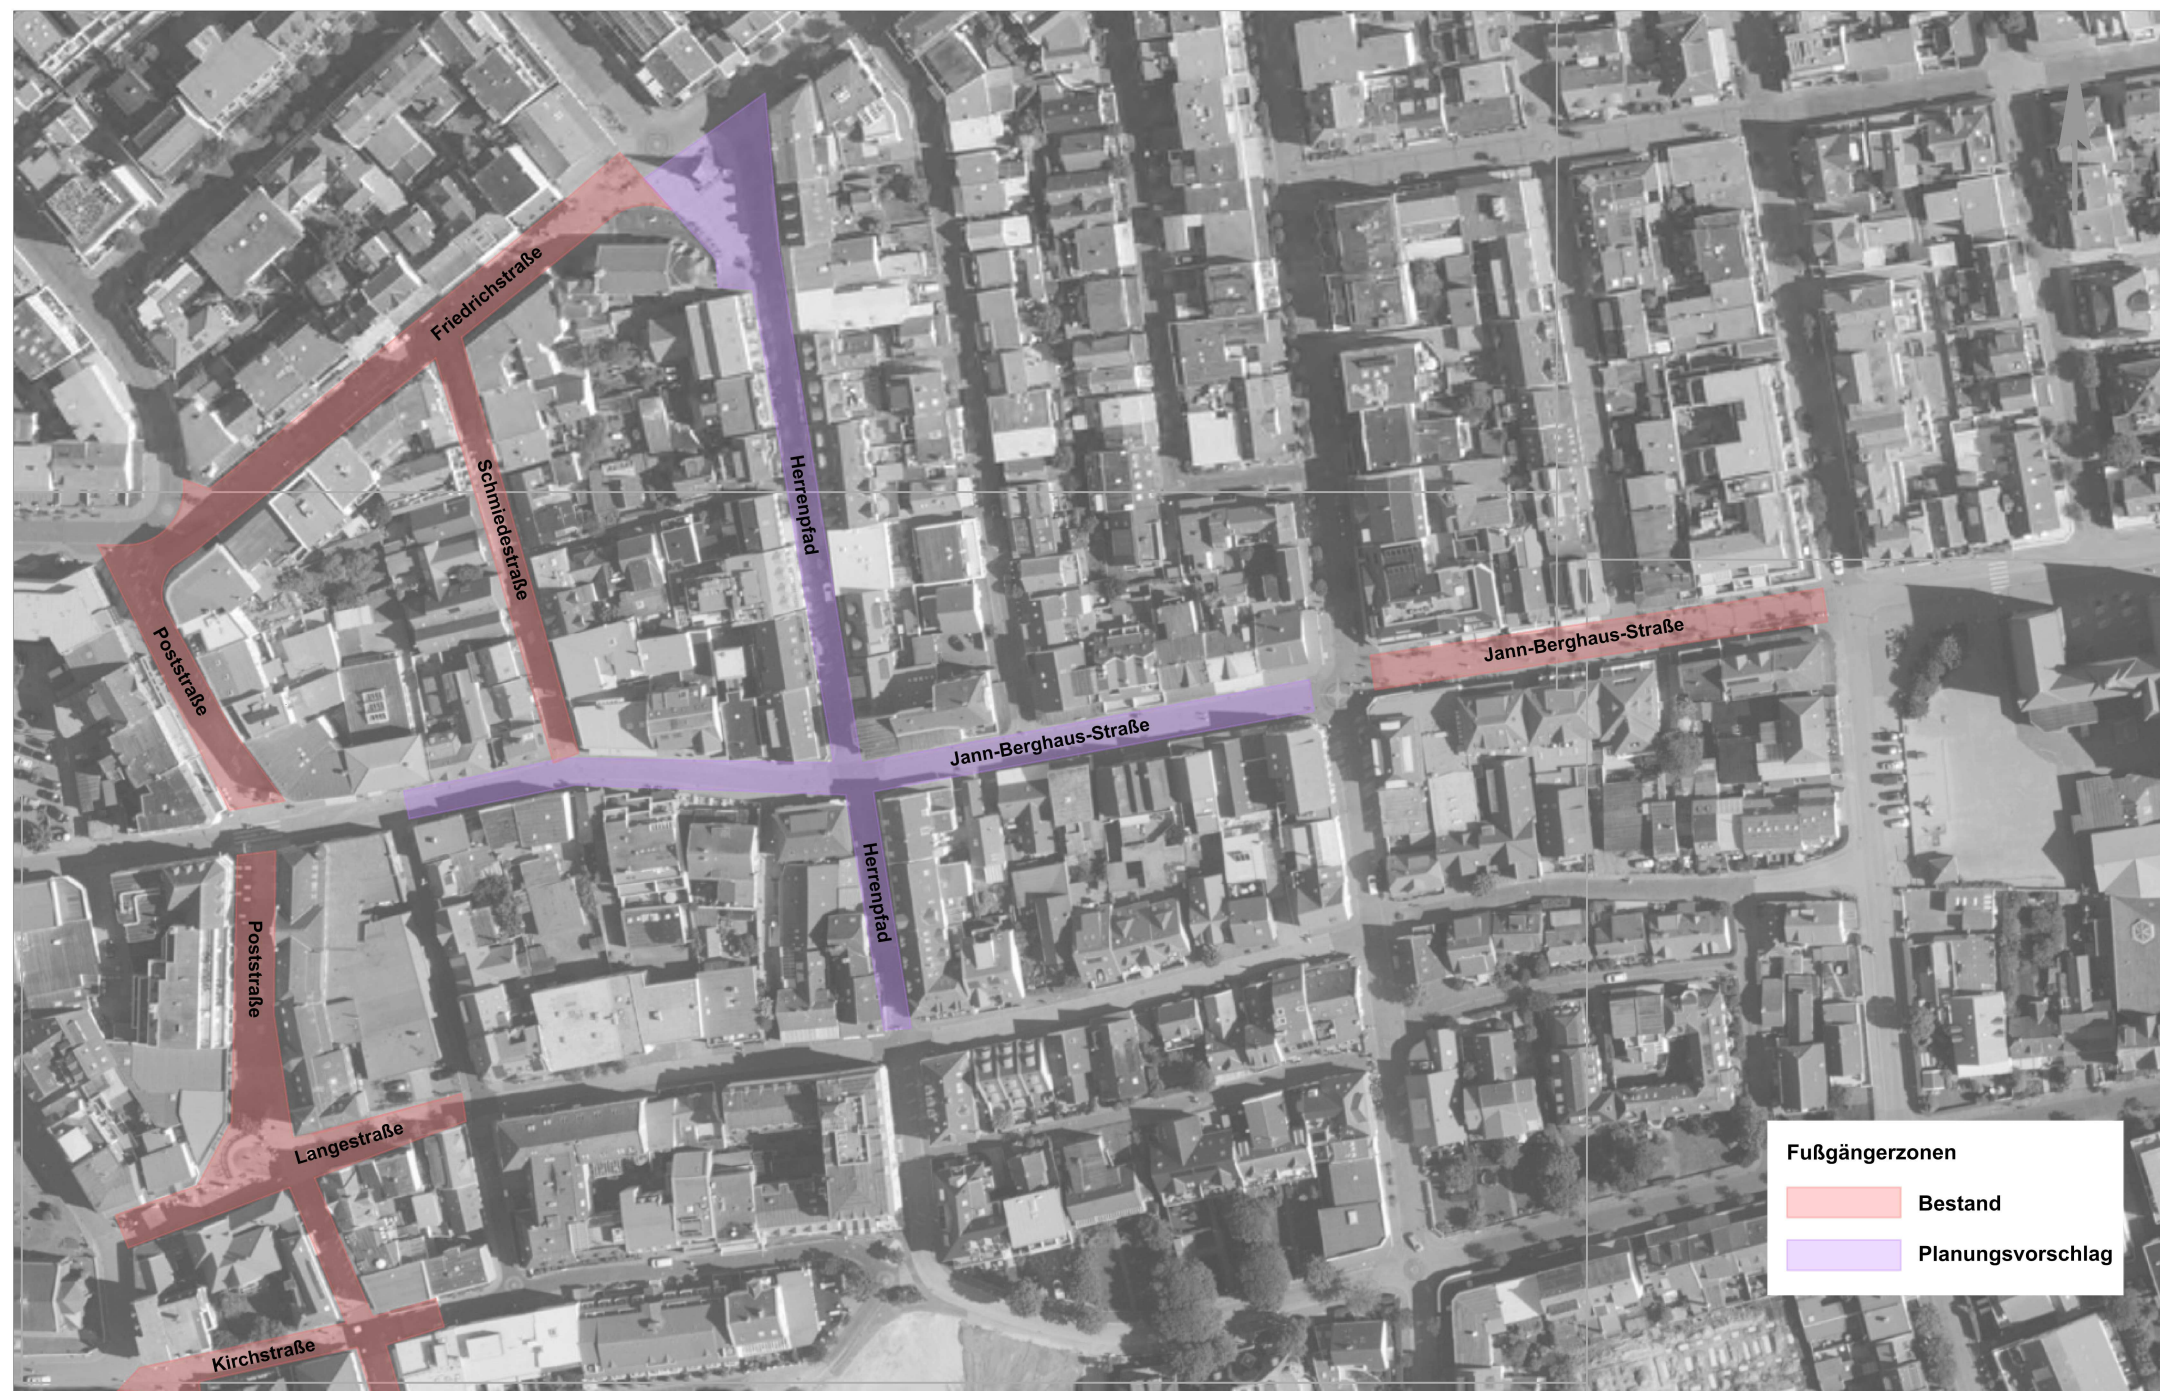 Friedrichstraße
Schmiedestraße
Herrenpfad
Poststraße
Jann-Berghaus-Straße
Jann-Berghaus-Straße
Herrenpfad
Poststraße
Langestraße
Kirchstraße
Fußgängerzonen
Bestand
Planungsvorschlag